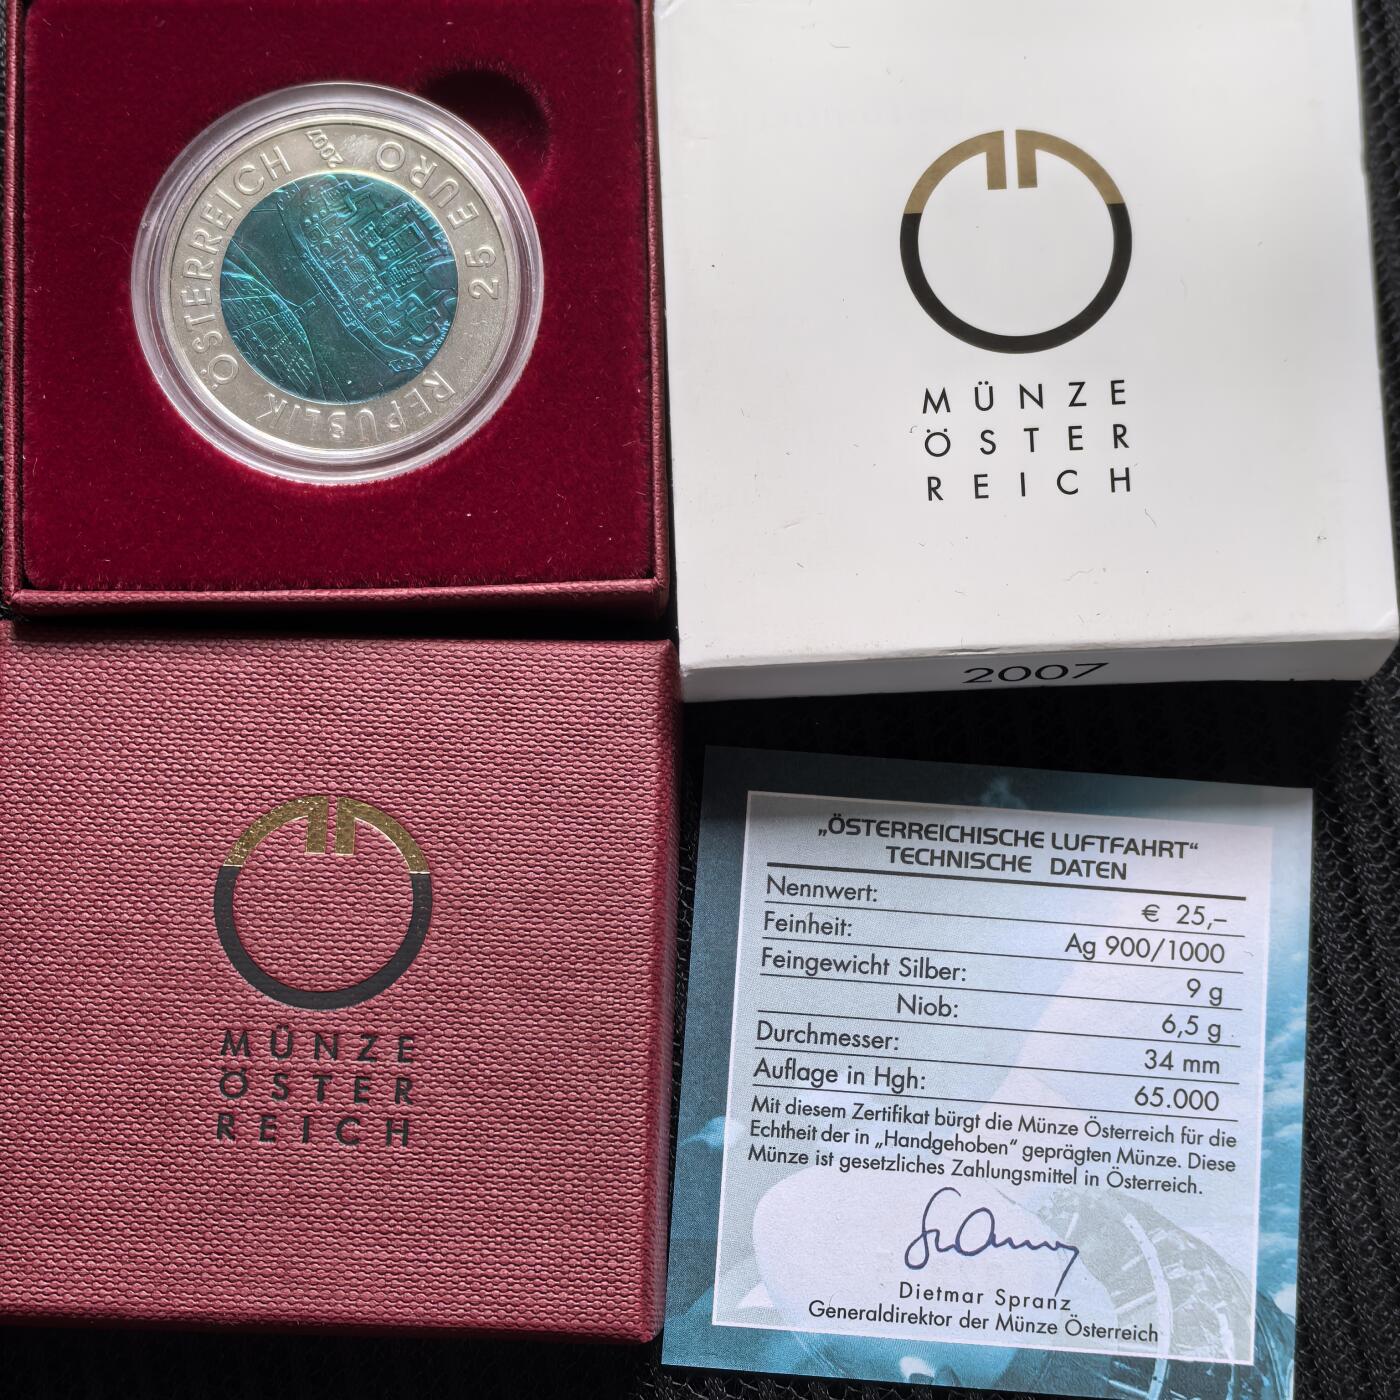 REPUBLIK ÖSTERREICH 2007 25 EURO
MÜNZE
ÖSTER
REICH
2007
MÜNZE
ÖSTER
REICH
„ÖSTERREICHISCHE LUFTFAHRT“
TECHNISCHE DATEN
Nennwert: € 25,–
Feinheit: Ag 900/1000
Feingewicht Silber: 9 g
Niob: 6,5 g
Durchmesser: 34 mm
Auflage in Hgh: 65.000
Mit diesem Zertifikat bürgt die Münze Österreich für die
Echtheit der in „Handgehoben“ geprägten Münze. Diese
Münze ist gesetzliches Zahlungsmittel in Österreich.
Dietmar Spranz
Generaldirektor der Münze Österreich